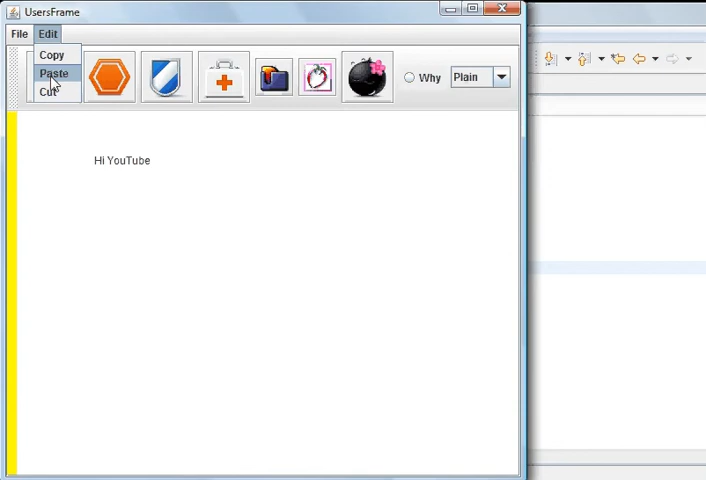 UsersFrame
File Edit
Copy
Paste
Cut
Why Plain
Hi YouTube